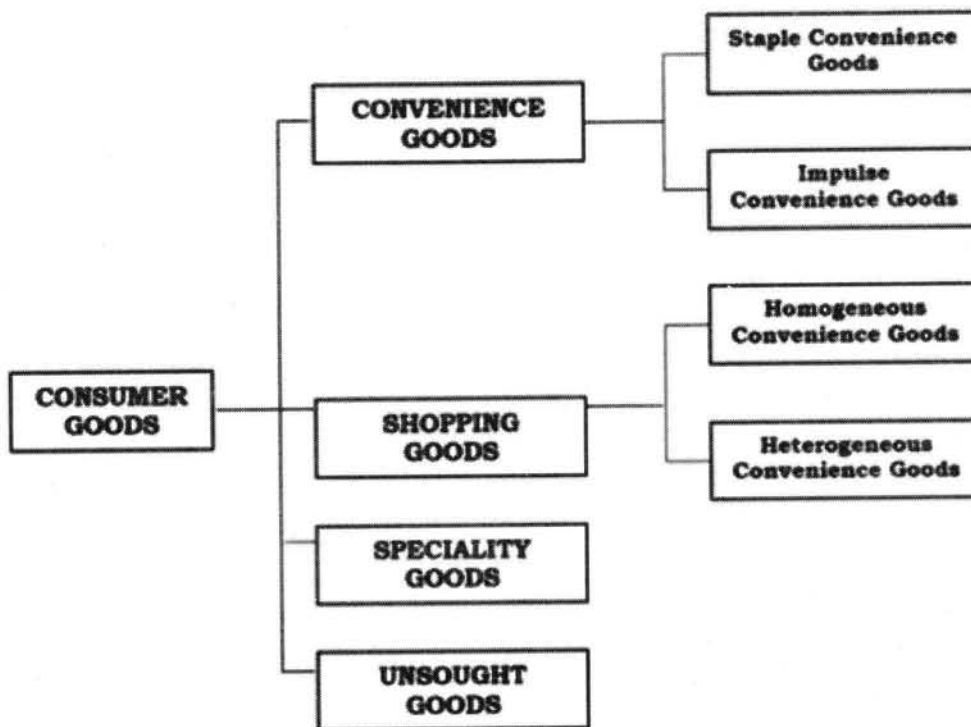 CONSUMER
GOODS
CONVENIENCE
GOODS
Staple Convenience
Goods
Impulse
Convenience Goods
SHOPPING
GOODS
Homogeneous
Convenience Goods
Heterogeneous
Convenience Goods
SPECIALITY
GOODS
UNSOUGHT
GOODS